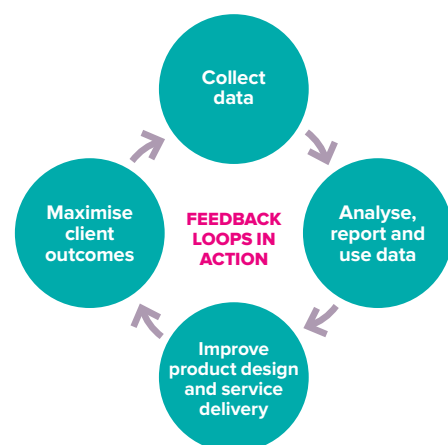 Collect
data
Analyse,
report and
use data
Improve
product design
and service
delivery
Maximise
client
outcomes
FEEDBACK
LOOPS IN
ACTION